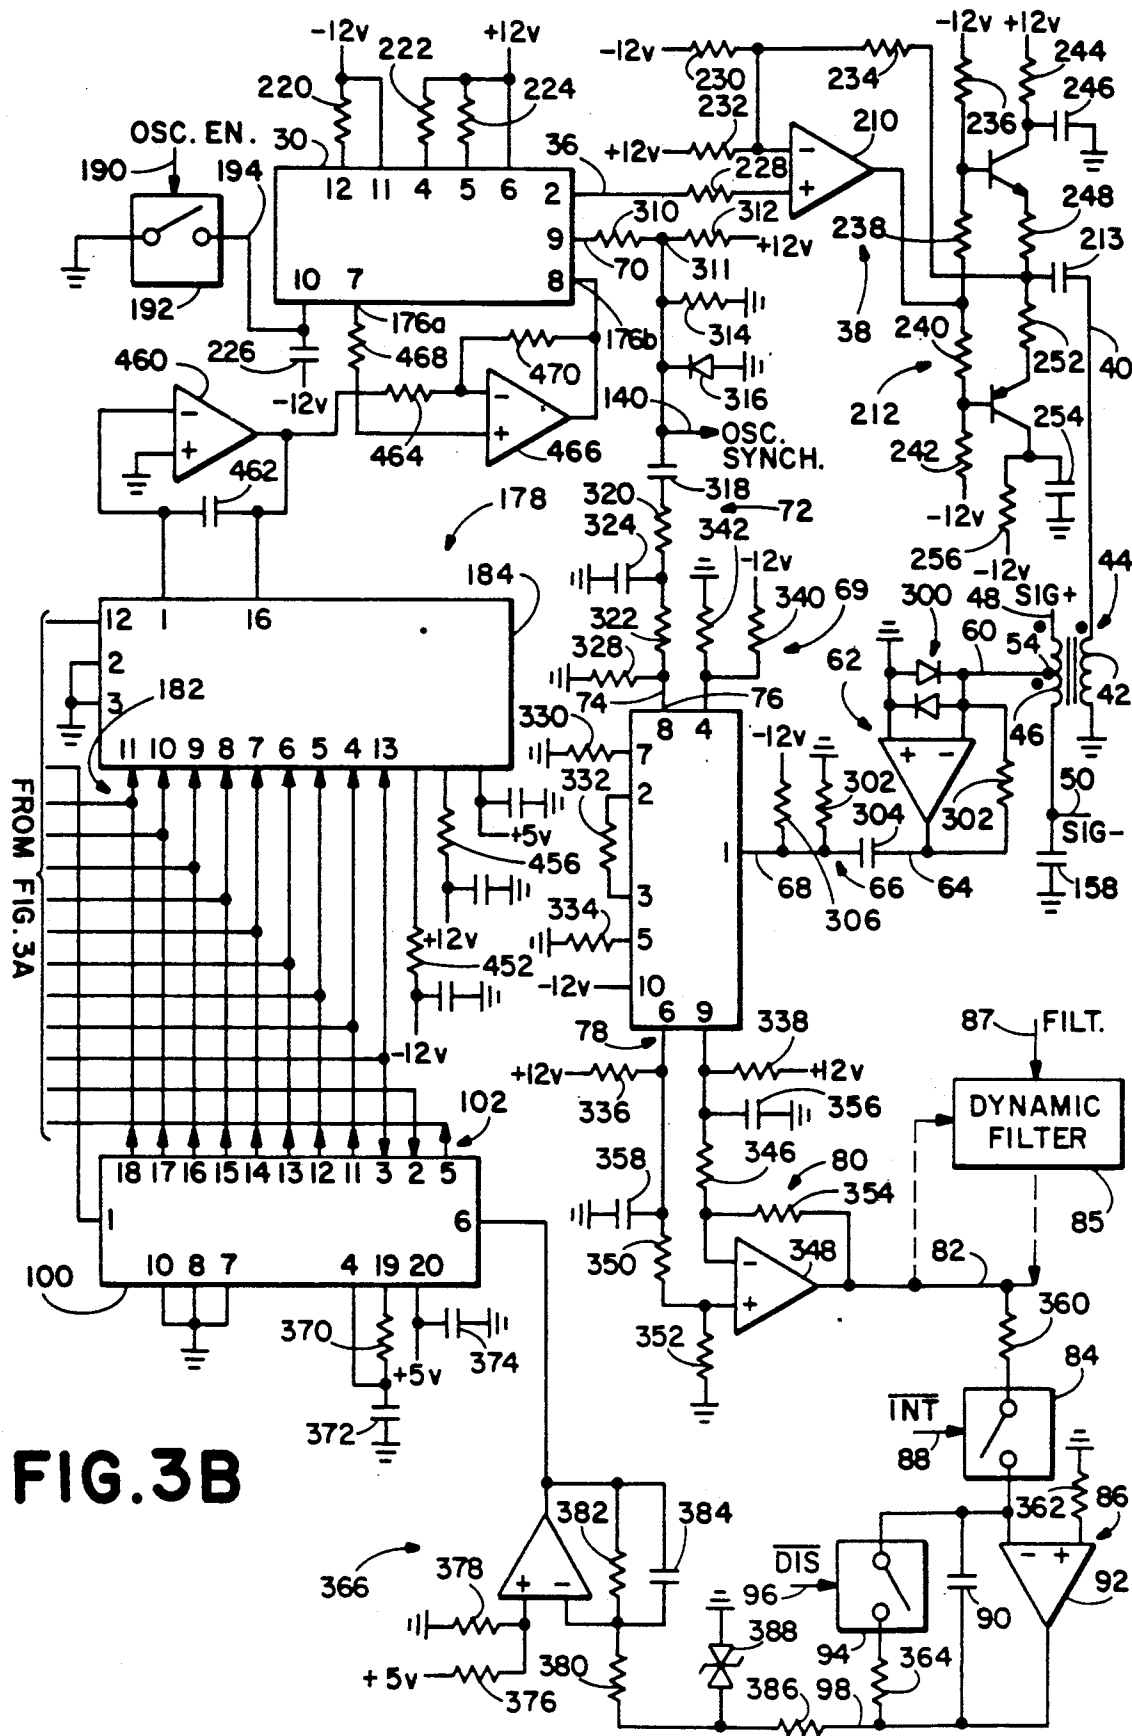 -12v 222 +12v
-12v -12v +12v
220 224 230 234 244
232 236 246
OSC. EN. 30 36 210
190 194 12 11 4 5 6 2 +12v 228 248
310 312 238 213
9 70 311 +12v
192 10 7 8 38
176a 314 240 252 40
460 226 468 470 176b 316 212
-12v 140 OSC. 254
SYNCH. 242
462 464 466 318 -12v
178 320 72 256
324 342 -12v -12v 44
184 SIG+
12 1 16 48
340 69 300 60
2 322 62 54
328 42
3 182 74 76 46
11 10 9 8 7 6 5 4 13 330 8 4
7 -12v 302 50
FROM FIG. 3A 332 2 304 302 SIG-
+5v 1
456 68 66 64 158
3 306
334 5
+12v
452 -12v 10
6 9 338 87 FILT.
-12v 78
+12v +12v
102 336 356 DYNAMIC
FILTER
18 17 16 15 14 13 12 11 3 2 5 358 346 80
354 85
1 6
10 8 7 4 19 20 350 348 82
100 360
370 374 352 84
+5v INT
372 88
FIG.3B 362 86
382 384
366 378 DIS 92
96 90
380 388 94 364
+5v 376 386 98